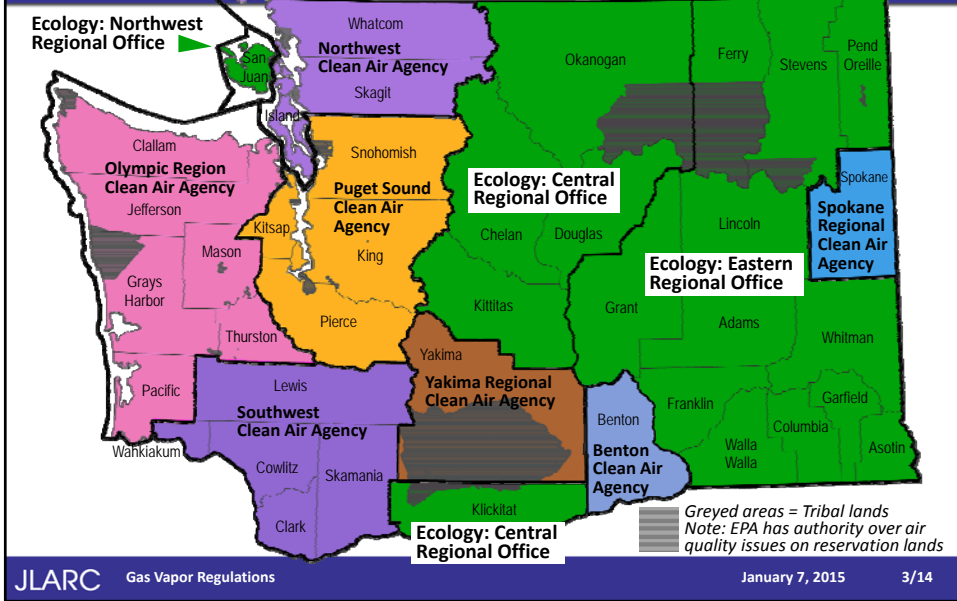 Ecology: Northwest
Regional Office
San
Juan
Whatcom
Northwest
Clean Air Agency
Skagit
Island
Okanogan
Ferry
Stevens
Pend
Oreille
Clallam
Olympic Region
Clean Air Agency
Jefferson
Snohomish
Puget Sound
Clean Air
Agency
Kitsap
King
Mason
Grays
Harbor
Pierce
Thurston
Pacific
Ecology: Central
Regional Office
Chelan
Douglas
Kittitas
Spokane
Spokane
Regional
Clean Air
Agency
Lincoln
Ecology: Eastern
Regional Office
Grant
Adams
Whitman
Yakima
Yakima Regional
Clean Air Agency
Lewis
Southwest
Clean Air Agency
Wahkiakum
Cowlitz
Skamania
Clark
Benton
Benton
Clean Air
Agency
Franklin
Garfield
Columbia
Walla
Walla
Asotin
Klickitat
Ecology: Central
Regional Office
Greyed areas = Tribal lands
Note: EPA has authority over air
quality issues on reservation lands
JLARC Gas Vapor Regulations January 7, 2015 3/14